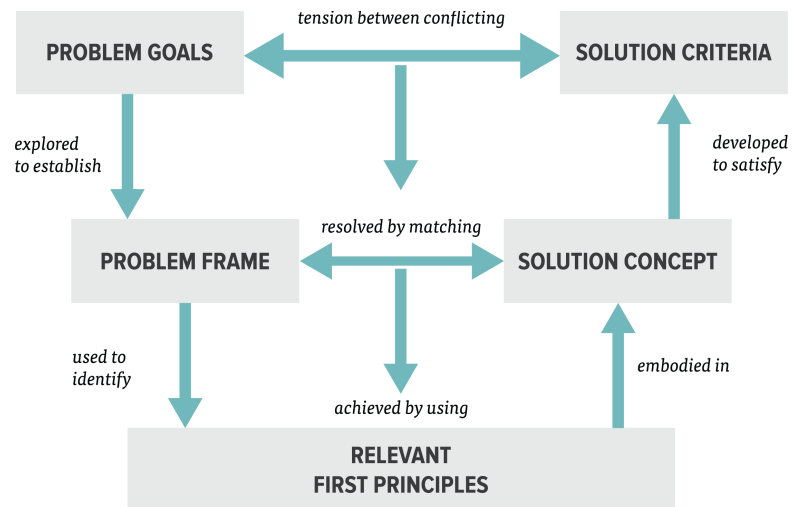 tension between conflicting
PROBLEM GOALS
SOLUTION CRITERIA
explored
to establish
developed
to satisfy
resolved by matching
PROBLEM FRAME
SOLUTION CONCEPT
used to
identify
embodied in
achieved by using
RELEVANT
FIRST PRINCIPLES